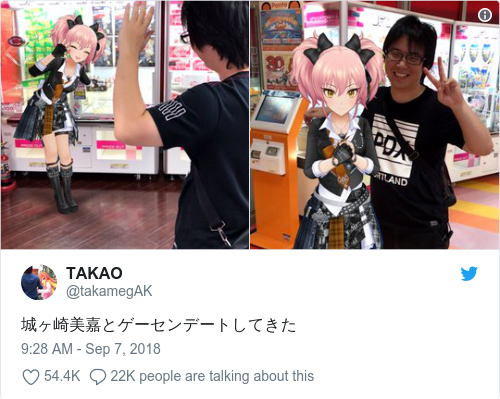 PDX
PORTLAND
TAKAO
@takamegAK
城ヶ崎美嘉とゲーセンデートしてきた
9:28 AM - Sep 7, 2018
54.4K 22K people are talking about this